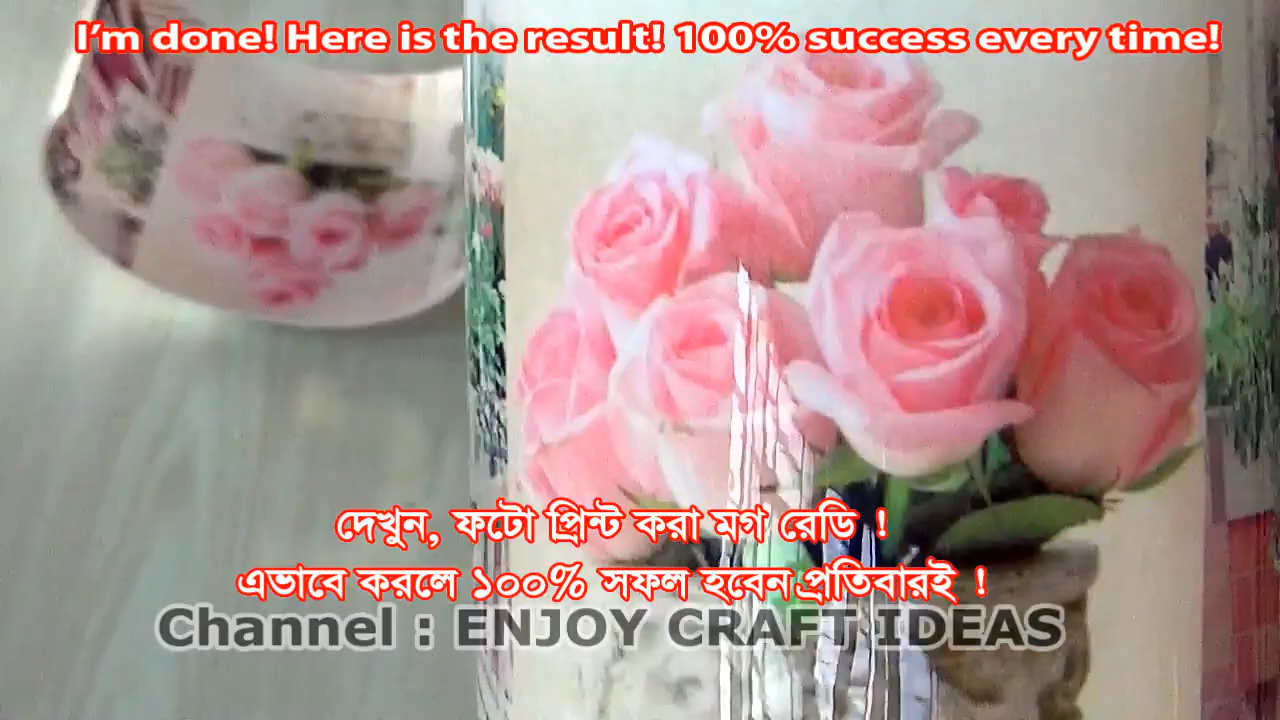 I'm done! Here is the result! 100% success every time!
দেখুন, ফটো প্রিন্ট করা মগ রেডি !
এভাবে করলে ১০০% সফল হবেন প্রতিবারই !
Channel : ENJOY CRAFT IDEAS